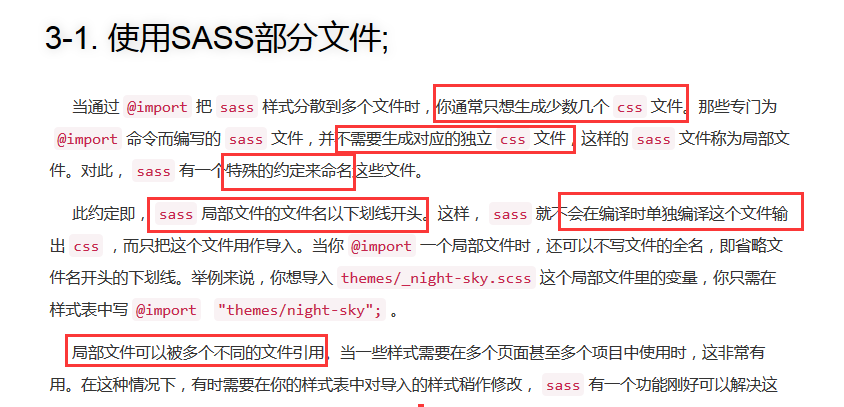 3-1. 使用SASS部分文件;
当通过 @import 把 sass 样式分散到多个文件时，你通常只想生成少数几个 css 文件。那些专门为
@import 命令而编写的 sass 文件，并不需要生成对应的独立 css 文件，这样的 sass 文件称为局部文
件。对此， sass 有一个特殊的约定来命名这些文件。
此约定即， sass 局部文件的文件名以下划线开头。这样， sass 就不会在编译时单独编译这个文件输
出 css ，而只把这个文件用作导入。当你 @import 一个局部文件时，还可以不写文件的全名，即省略文
件名开头的下划线。举例来说，你想导入 themes/_night-sky.scss 这个局部文件里的变量，你只需在
样式表中写 @import "themes/night-sky"; 。
局部文件可以被多个不同的文件引用。当一些样式需要在多个页面甚至多个项目中使用时，这非常有
用。在这种情况下，有时需要在你的样式表中对导入的样式稍作修改， sass 有一个功能刚好可以解决这